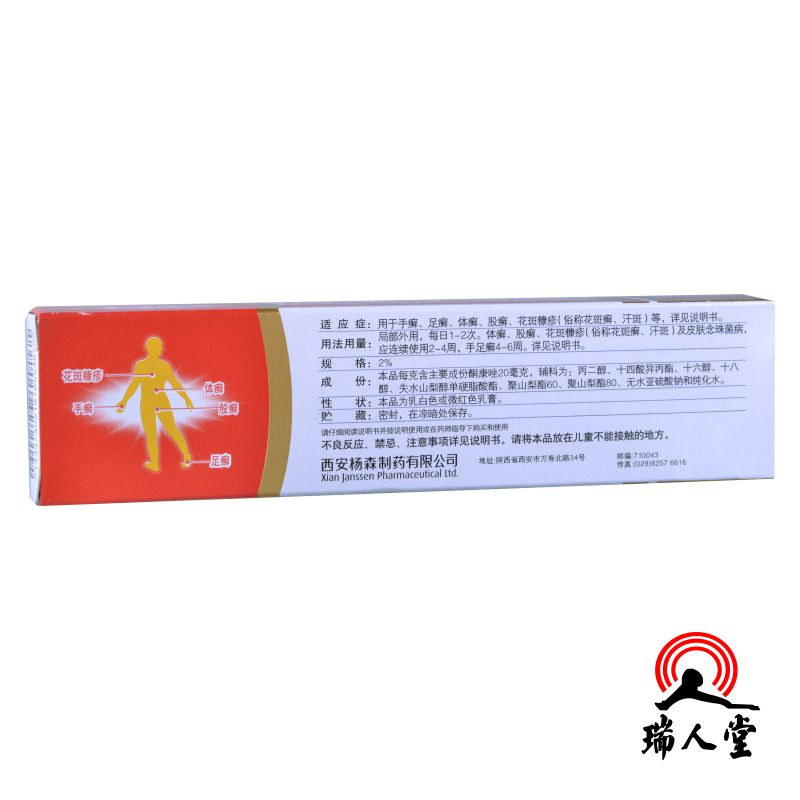 花斑糠疹
手癣
体癣
股癣
足癣
适应症：用于手癣、足癣、体癣、股癣、花斑糠疹(俗称花斑癣、汗斑)等，详见说明书。
用法用量：局部外用，每日1-2次。体癣、股癣、花斑糠疹(俗称花斑癣、汗斑)及皮肤念珠菌病，
应连续使用2-4周，手足癣4-6周。详见说明书。
规格：2%
成份：本品每克含主要成份酮康唑20毫克，辅料为：丙二醇、十四酸异丙酯、十六醇、十八
醇、失水山梨醇单硬脂酸酯、聚山梨酯60、聚山梨酯80、无水亚硫酸钠和纯化水。
性状：本品为乳白色或微红色乳膏。
贮藏：密封，在凉暗处保存。
请仔细阅读说明书并按说明使用或在药师指导下购买和使用
不良反应、禁忌、注意事项详见说明书。请将本品放在儿童不能接触的地方。
西安杨森制药有限公司
Xian Janssen Pharmaceutical Ltd.
地址:陕西省西安市万寿北路34号
邮编:710043
传真:(029)8257 6616
瑞人堂